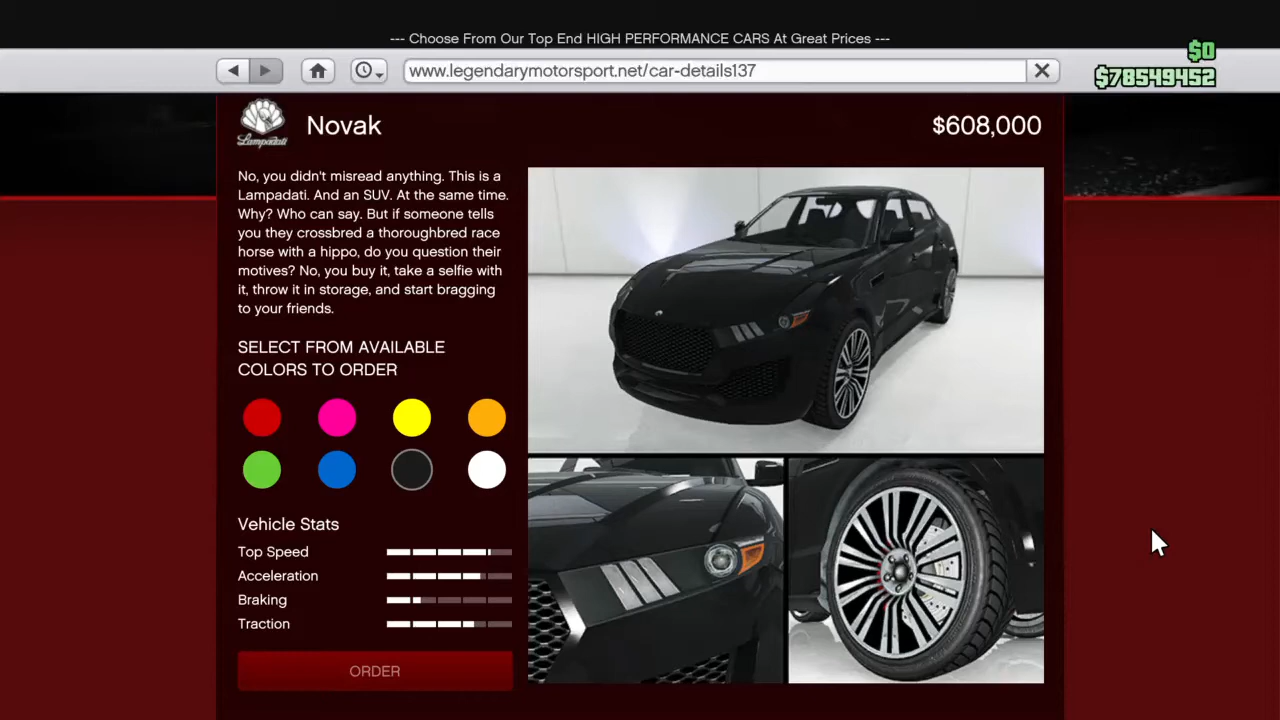 --- Choose From Our Top End HIGH PERFORMANCE CARS At Great Prices ---
www.legendarymotorsport.net/car-details137
$0
$78549452
Lampadati
Novak
$608,000
No, you didn't misread anything. This is a
Lampadati. And an SUV. At the same time.
Why? Who can say. But if someone tells
you they crossbred a thoroughbred race
horse with a hippo, do you question their
motives? No, you buy it, take a selfie with
it, throw it in storage, and start bragging
to your friends.
SELECT FROM AVAILABLE
COLORS TO ORDER
Vehicle Stats
Top Speed
Acceleration
Braking
Traction
ORDER